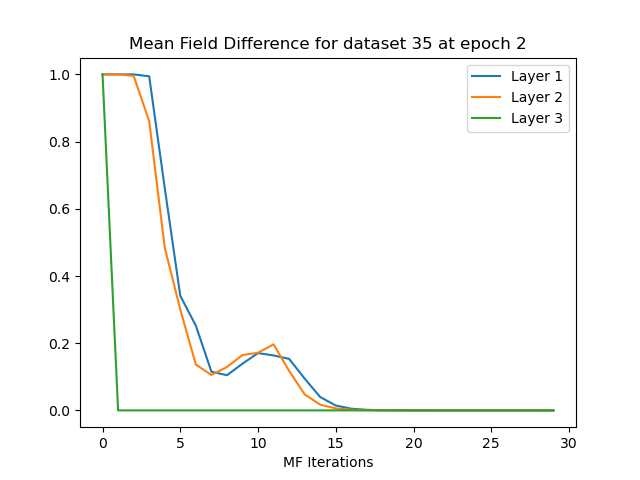 Mean Field Difference for dataset 35 at epoch 2
Layer 1
Layer 2
Layer 3
1.0
0.8
0.6
0.4
0.2
0.0
0 5 10 15 20 25 30
MF Iterations